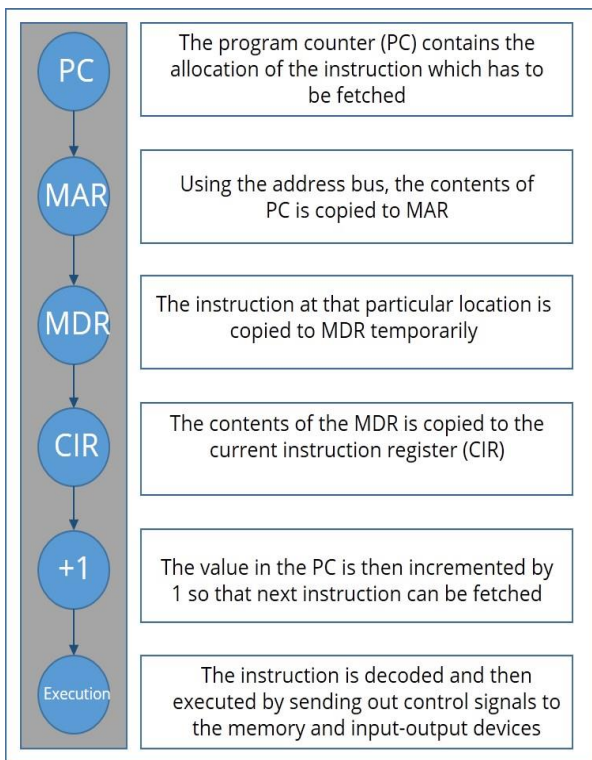 PC
The program counter (PC) contains the
allocation of the instruction which has to
be fetched
MAR
Using the address bus, the contents of
PC is copied to MAR
MDR
The instruction at that particular location is
copied to MDR temporarily
CIR
The contents of the MDR is copied to the
current instruction register (CIR)
+1
The value in the PC is then incremented by
1 so that next instruction can be fetched
Execution
The instruction is decoded and then
executed by sending out control signals to
the memory and input-output devices